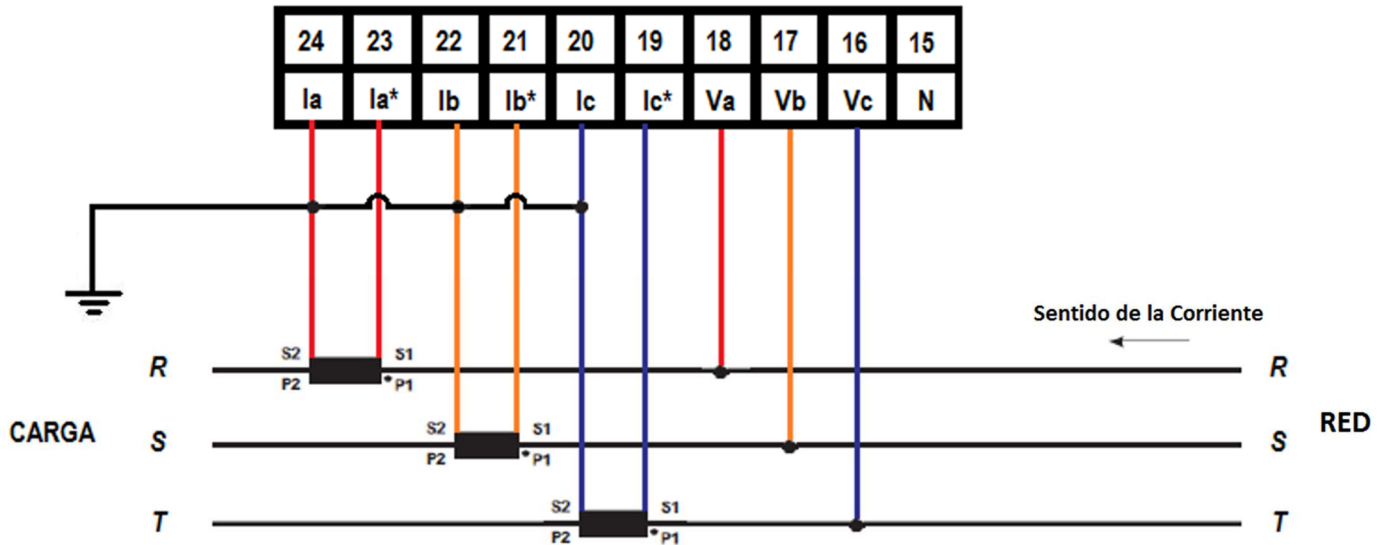 24 23 22 21 20 19 18 17 16 15
Ia Ia* Ib Ib* Ic Ic* Va Vb Vc N
Sentido de la Corriente
S2 S1
R R
P2 *P1
CARGA RED
S2 S1
S S
P2 *P1
S2 S1
T T
P2 *P1